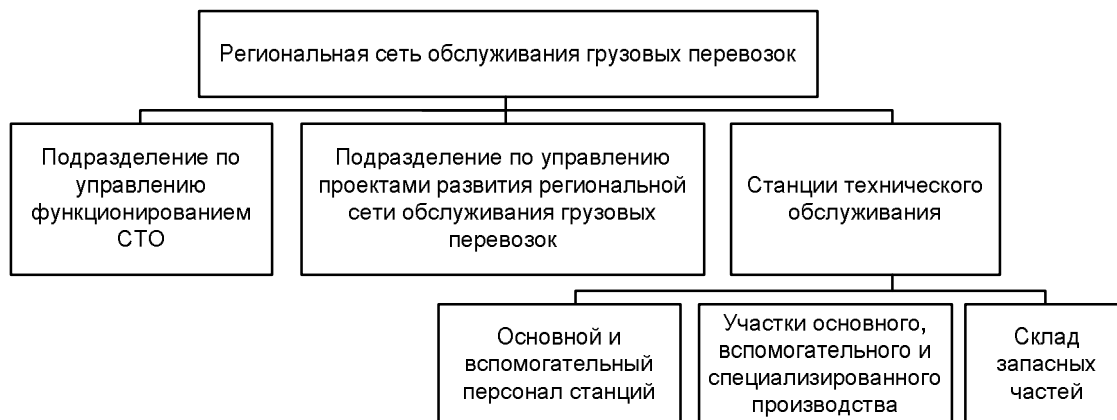 Региональная сеть обслуживания грузовых перевозок
Подразделение по
управлению
функционированием
СТО
Подразделение по управлению
проектами развития региональной
сети обслуживания грузовых
перевозок
Станции технического
обслуживания
Основной и
вспомогательный
персонал станций
Участки основного,
вспомогательного и
специализированного
производства
Склад
запасных
частей